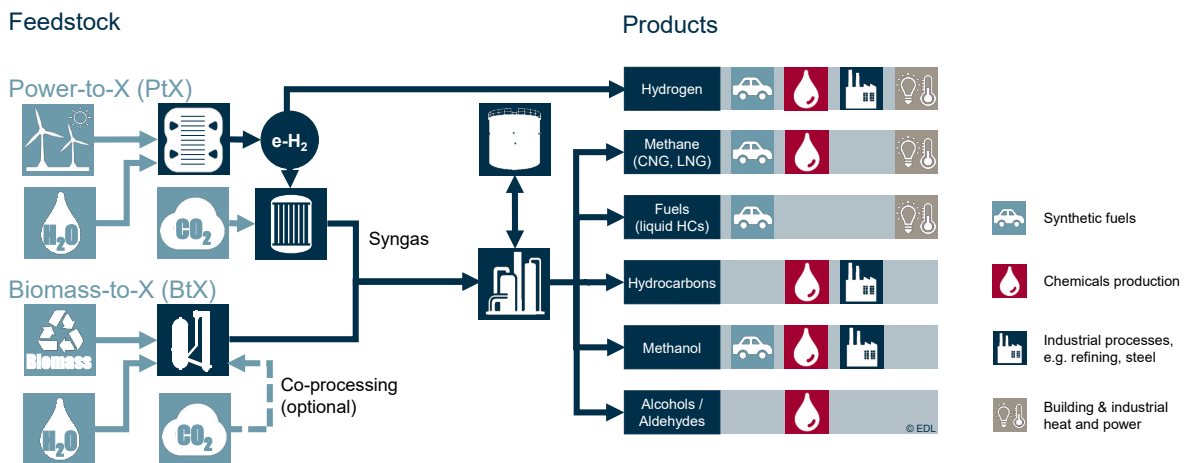 Feedstock
Products
Power-to-X (PtX)
e-H₂
H₂O
CO₂
Syngas
Biomass-to-X (BtX)
Biomass
H₂O
CO₂
Co-processing
(optional)
Hydrogen
Methane
(CNG, LNG)
Fuels
(liquid HCs)
Hydrocarbons
Methanol
Alcohols /
Aldehydes
© EDL
Synthetic fuels
Chemicals production
Industrial processes,
e.g. refining, steel
Building & industrial
heat and power